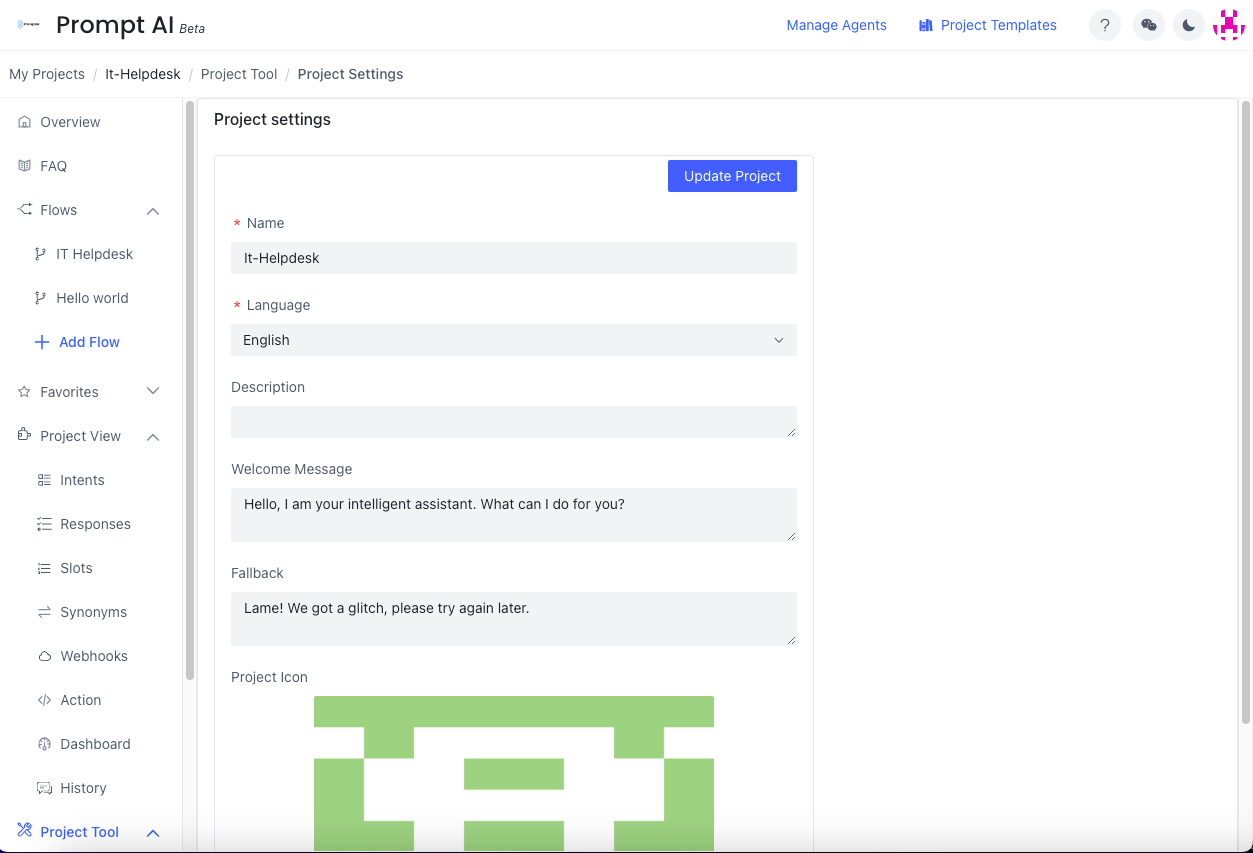 Prompt AI Beta
Manage Agents
Project Templates
?
My Projects / It-Helpdesk / Project Tool / Project Settings
Overview
FAQ
Flows
IT Helpdesk
Hello world
Add Flow
Favorites
Project View
Intents
Responses
Slots
Synonyms
Webhooks
Action
Dashboard
History
Project Tool
Project settings
Update Project
* Name
It-Helpdesk
* Language
English
Description
Welcome Message
Hello, I am your intelligent assistant. What can I do for you?
Fallback
Lame! We got a glitch, please try again later.
Project Icon